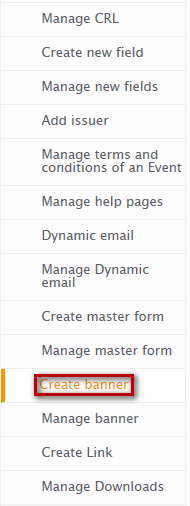 Manage CRL
Create new field
Manage new fields
Add issuer
Manage terms and
conditions of an Event
Manage help pages
Dynamic email
Manage Dynamic
email
Create master form
Manage master form
Create banner
Manage banner
Create Link
Manage Downloads